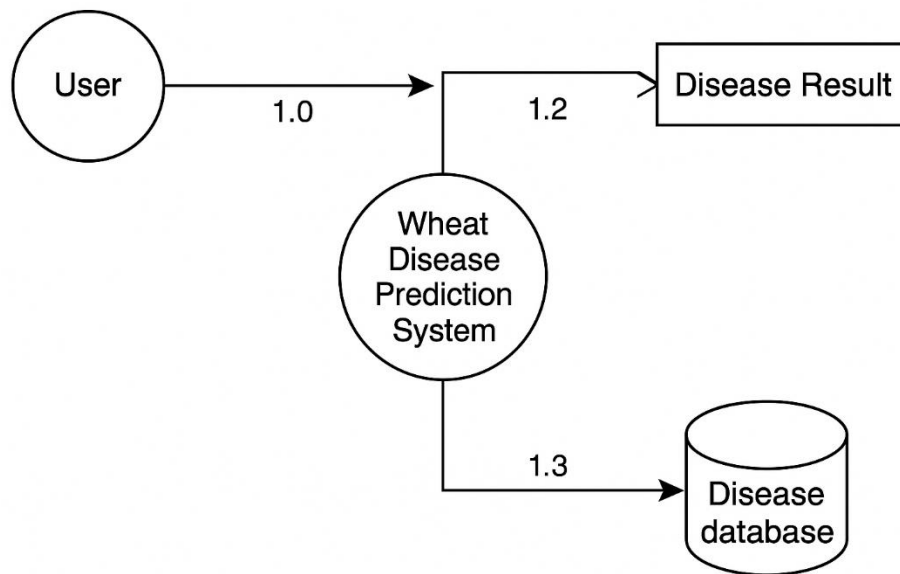 User
1.0
1.2
Disease Result
Wheat
Disease
Prediction
System
1.3
Disease
database